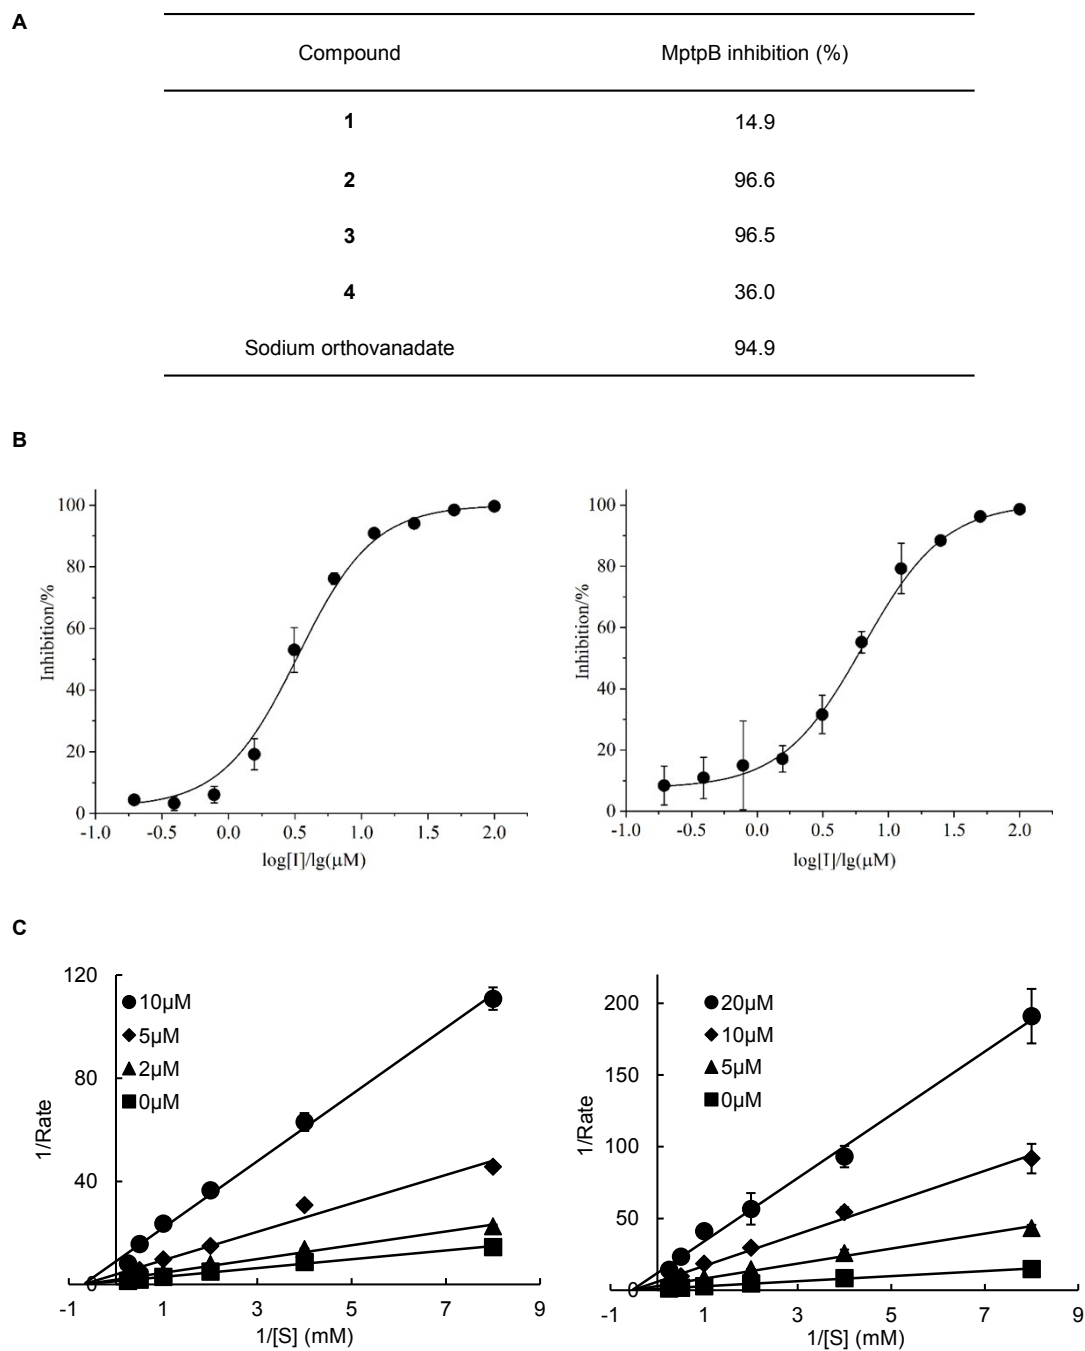 A
Compound MptpB inhibition (%)
1 14.9
2 96.6
3 96.5
4 36.0
Sodium orthovanadate 94.9
B
100
80
60
40
20
0
-1.0 -0.5 0.0 0.5 1.0 1.5 2.0
Inhibition/%
log[I]/lg(μM)
100
80
60
40
20
0
-1.0 -0.5 0.0 0.5 1.0 1.5 2.0
Inhibition/%
log[I]/lg(μM)
C
120
80
40
0
-1 1 3 5 7 9
1/Rate
1/[S] (mM)
10μM
5μM
2μM
0μM
200
150
100
50
0
-1 1 3 5 7 9
1/Rate
1/[S] (mM)
20μM
10μM
5μM
0μM